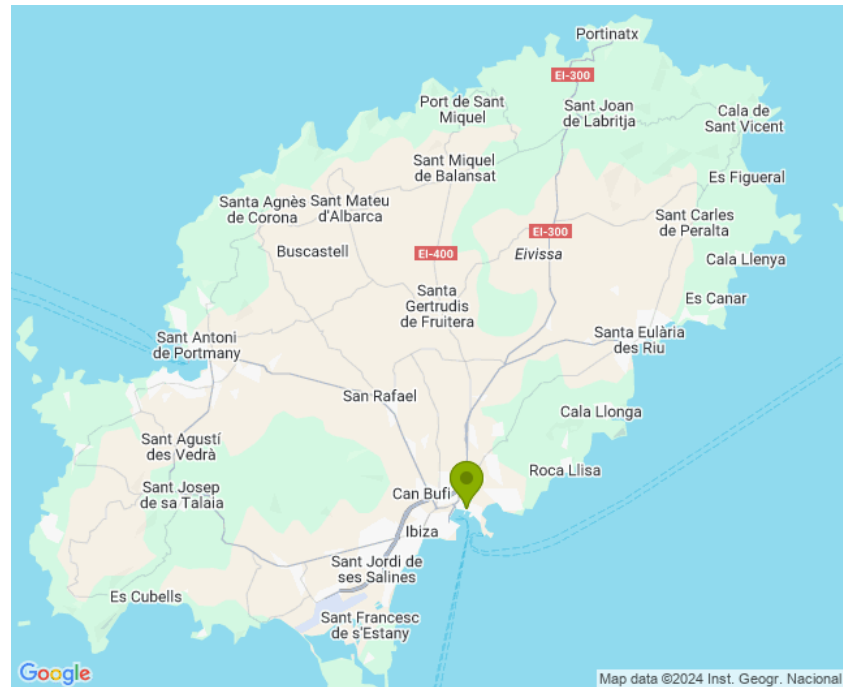 Portinatx
EI-300
Port de Sant
Miquel
Sant Joan
de Labritja
Cala de
Sant Vicent
Sant Miquel
de Balansat
Es Figueral
Santa Agnès
de Corona
Sant Mateu
d'Albarca
Sant Carles
de Peralta
EI-300
Buscastell
EI-400
Eivissa
Cala Llenya
Santa
Gertrudis
de Fruitera
Es Canar
Sant Antoni
de Portmany
Santa Eulària
des Riu
San Rafael
Cala Llonga
Sant Agustí
des Vedrà
Roca Llisa
Sant Josep
de sa Talaia
Can Bufí
Ibiza
Sant Jordi de
ses Salines
Es Cubells
Sant Francesc
de s'Estany
Google
Map data ©2024 Inst. Geogr. Nacional